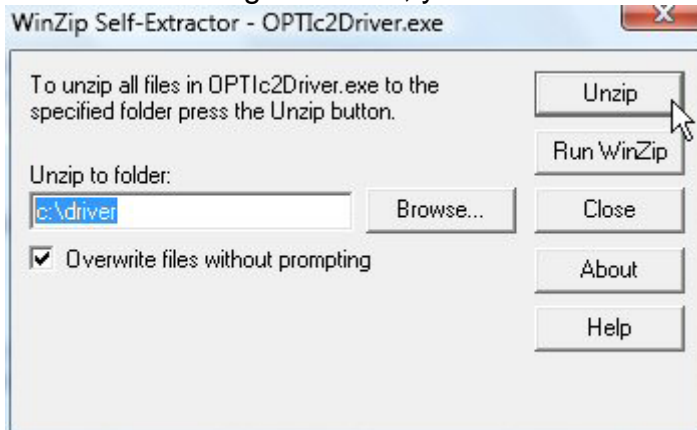 WinZip Self-Extractor - OPTIc2Driver.exe
To unzip all files in OPTIc2Driver.exe to the
specified folder press the Unzip button.
Unzip to folder:
c:\driver
Browse...
Overwrite files without prompting
Unzip
Run WinZip
Close
About
Help